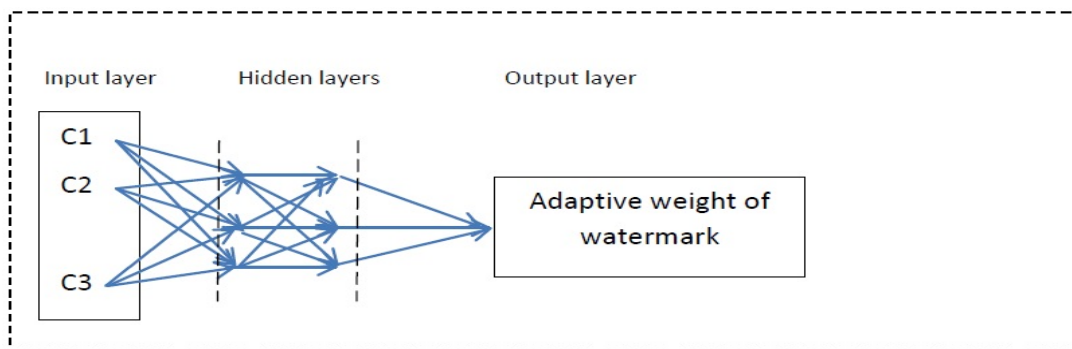 Input layer Hidden layers Output layer
C1
C2
C3
Adaptive weight of
watermark